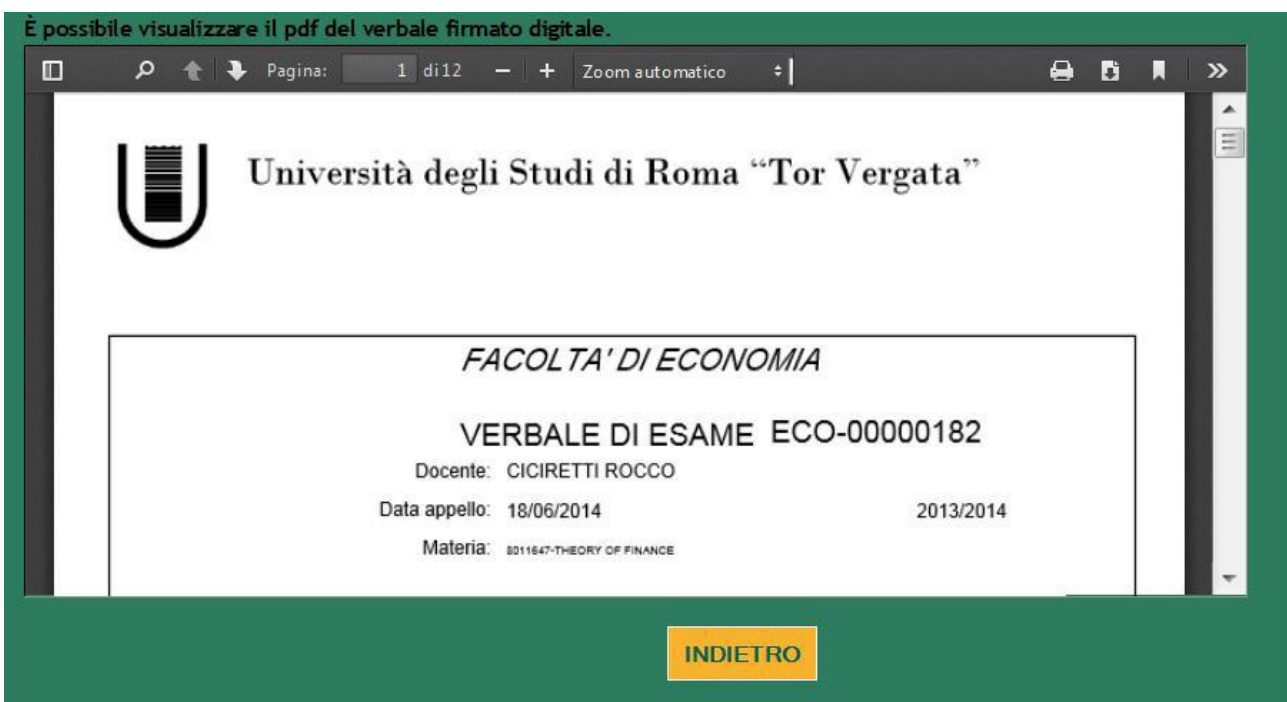 È possibile visualizzare il pdf del verbale firmato digitale.
Pagina: 1 di 12 Zoom automatico
Università degli Studi di Roma “Tor Vergata”
FACOLTA' DI ECONOMIA
VERBALE DI ESAME ECO-00000182
Docente: CICIRETTI ROCCO
Data appello: 18/06/2014 2013/2014
Materia: 8011647-THEORY OF FINANCE
INDIETRO